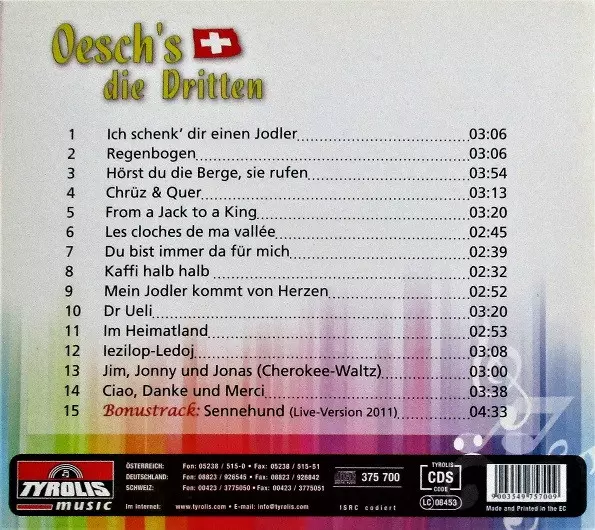 Oesch's
die Dritten
1 Ich schenk' dir einen Jodler 03:06
2 Regenbogen 03:06
3 Hörst du die Berge, sie rufen 03:54
4 Chrüz & Quer 03:13
5 From a Jack to a King 03:20
6 Les cloches de ma vallée 02:45
7 Du bist immer da für mich 02:39
8 Kaffi halb halb 02:32
9 Mein Jodler kommt von Herzen 02:52
10 Dr Ueli 03:20
11 Im Heimatland 02:53
12 Iezilop-Ledoj 03:08
13 Jim, Jonny und Jonas (Cherokee-Waltz) 03:00
14 Ciao, Danke und Merci 03:38
15 Bonustrack: Sennehund (Live-Version 2011) 04:33
TYROLIS
music
ÖSTERREICH: Fon: 05238 / 515-0 • Fax: 05238 / 515-51
DEUTSCHLAND: Fon: 08823 / 926545 • Fax: 08823 / 926842
SCHWEIZ: Fon: 00423 / 3775050 • Fax: 00423 / 3775051
Im Internet: www.tyrolis.com • E-Mail: info@tyrolis.com
375 700
ISRC codiert
TYROLIS
CDS
CODE
LC 06453
9003549757009
Made and Printed in the EC